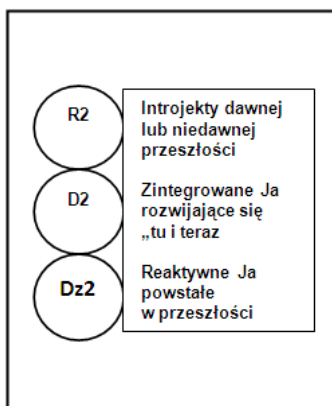 R2
Introjekty dawnej
lub niedawnej
przeszłości
D2
Zintegrowane Ja
rozwijające się
„tu i teraz
Dz2
Reaktywne Ja
powstałe
w przeszłości